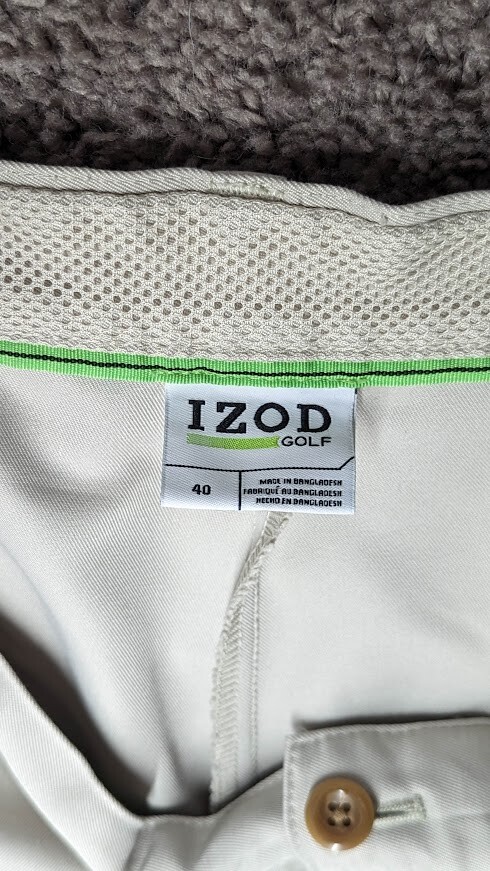 IZOD
GOLF
40
MADE IN BANGLADESH
FABRIQUÉ AU BANGLADESH
HECHO EN BANGLADESH